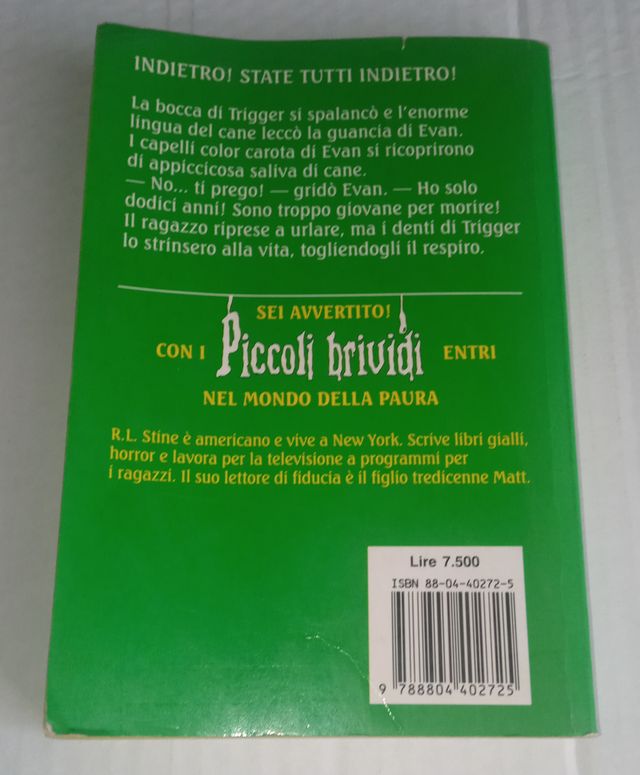 INDIETRO! STATE TUTTI INDIETRO!
La bocca di Trigger si spalancò e l'enorme
lingua del cane leccò la guancia di Evan.
I capelli color carota di Evan si ricoprirono
di appiccicosa saliva di cane.
— No... ti prego! — gridò Evan. — Ho solo
dodici anni! Sono troppo giovane per morire!
Il ragazzo riprese a urlare, ma i denti di Trigger
lo strinsero alla vita, togliendogli il respiro.
SEI AVVERTITO!
CON I Piccoli brividi ENTRI
NEL MONDO DELLA PAURA
R.L. Stine è americano e vive a New York. Scrive libri gialli,
horror e lavora per la televisione a programmi per
i ragazzi. Il suo lettore di fiducia è il figlio tredicenne Matt.
Lire 7.500
ISBN 88-04-40272-5
9 788804 402725